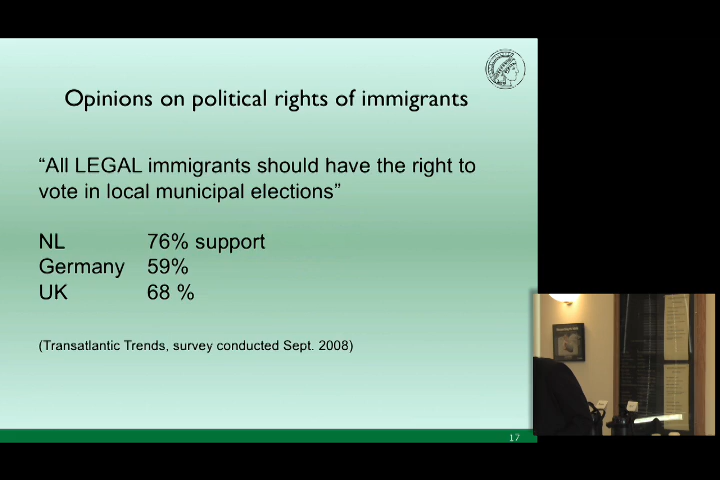 Opinions on political rights of immigrants
“All LEGAL immigrants should have the right to
vote in local municipal elections”
NL 76% support
Germany 59%
UK 68 %
(Transatlantic Trends, survey conducted Sept. 2008)
17